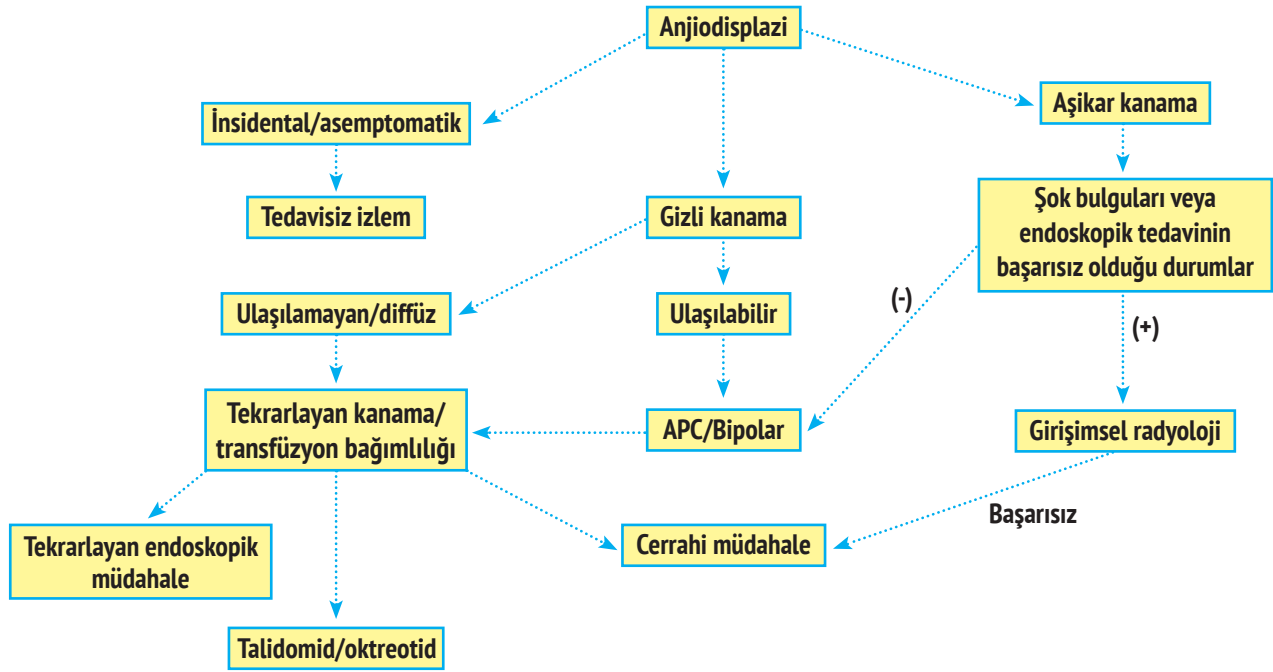 Anjiodisplazi
İnsidental/asemptomatik
Aşikar kanama
Tedavisiz izlem
Gizli kanama
Şok bulguları veya
endoskopik tedavinin
başarısız olduğu durumlar
Ulaşılamayan/diffüz
Ulaşılabilir
(-)
(+)
Tekrarlayan kanama/
transfüzyon bağımlılığı
APC/Bipolar
Girişimsel radyoloji
Başarısız
Tekrarlayan endoskopik
müdahale
Cerrahi müdahale
Talidomid/oktreotid